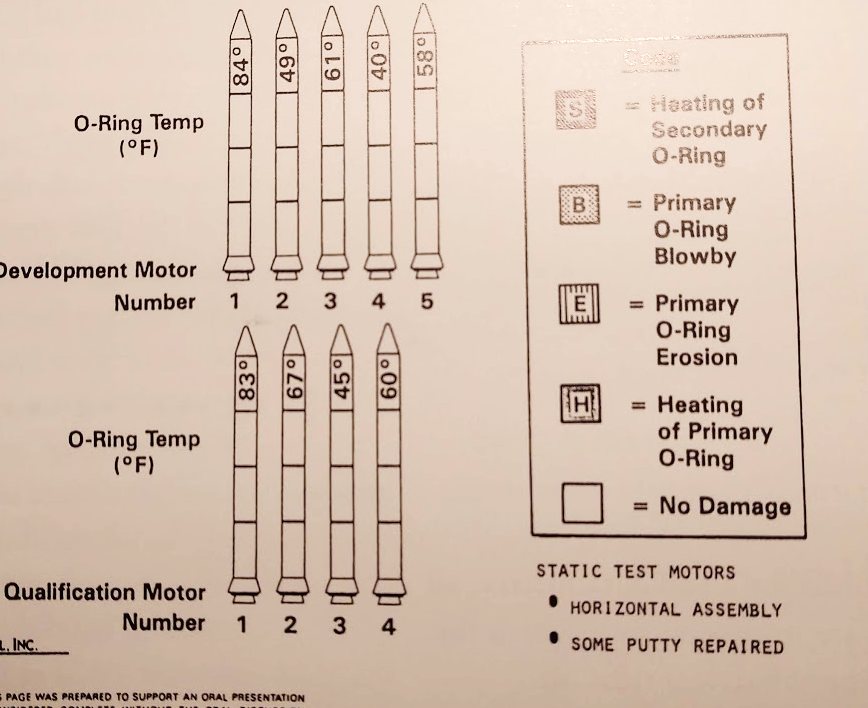 84° 49° 61° 40° 58°
O-Ring Temp
(°F)
Development Motor
Number 1 2 3 4 5
83° 67° 45° 60°
O-Ring Temp
(°F)
Qualification Motor
Number 1 2 3 4
INC.
PAGE WAS PREPARED TO SUPPORT AN ORAL PRESENTATION
Code
S = Heating of
Secondary
O-Ring
B = Primary
O-Ring
Blowby
E = Primary
O-Ring
Erosion
H = Heating
of Primary
O-Ring
= No Damage
STATIC TEST MOTORS
• HORIZONTAL ASSEMBLY
• SOME PUTTY REPAIRED